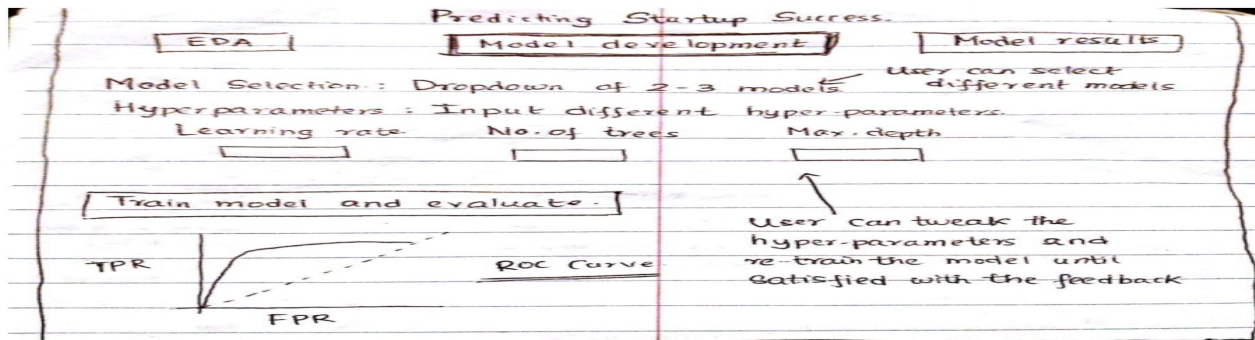 Predicting Startup Success.
EDA
Model development
Model results
Model Selection : Dropdown of 2-3 models
User can select
different models
Hyperparameters : Input different hyper-parameters.
Learning rate
No. of trees
Max. depth
Train model and evaluate.
User can tweak the
hyper-parameters and
re-train the model until
satisfied with the feedback
TPR
ROC Curve
FPR